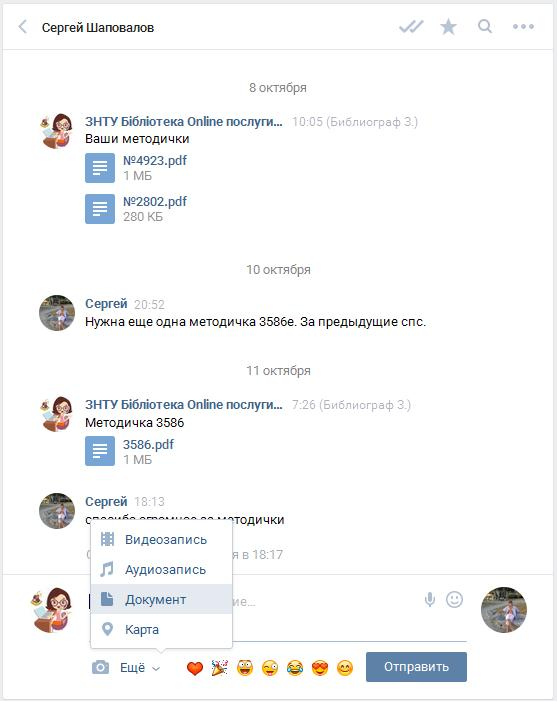 Сергей Шаповалов
8 октября
ЗНТУ Бібліотека Online послуги... 10:05 (Библиограф З.)
Ваши методички
№4923.pdf
1 МБ
№2802.pdf
280 КБ
10 октября
Сергей 20:52
Нужна еще одна методичка 3586е. За предыдущие спс.
11 октября
ЗНТУ Бібліотека Online послуги... 7:26 (Библиограф З.)
Методичка 3586
3586.pdf
1 МБ
Сергей 18:13
спасибо огромное за методички
в 18:17
Видеозапись
Аудиозапись
Документ
Карта
Ещё
Отправить